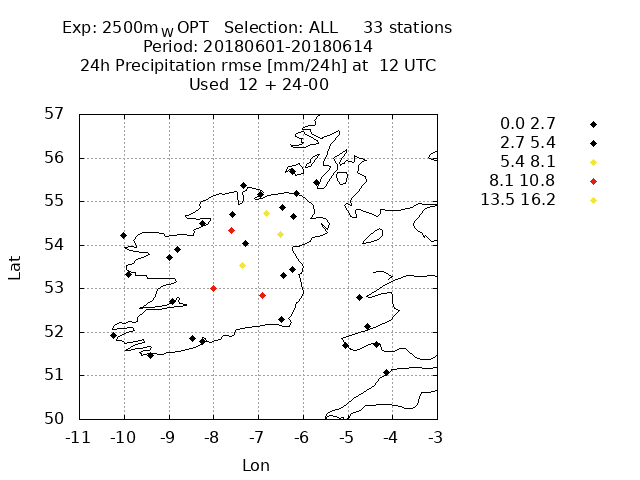 Exp: 2500mwOPT Selection: ALL 33 stations
Period: 20180601-20180614
24h Precipitation rmse [mm/24h] at 12 UTC
Used 12 + 24-00
57
56
55
54
53
52
51
50
-11 -10 -9 -8 -7 -6 -5 -4 -3
Lat
Lon
0.0 2.7
2.7 5.4
5.4 8.1
8.1 10.8
13.5 16.2